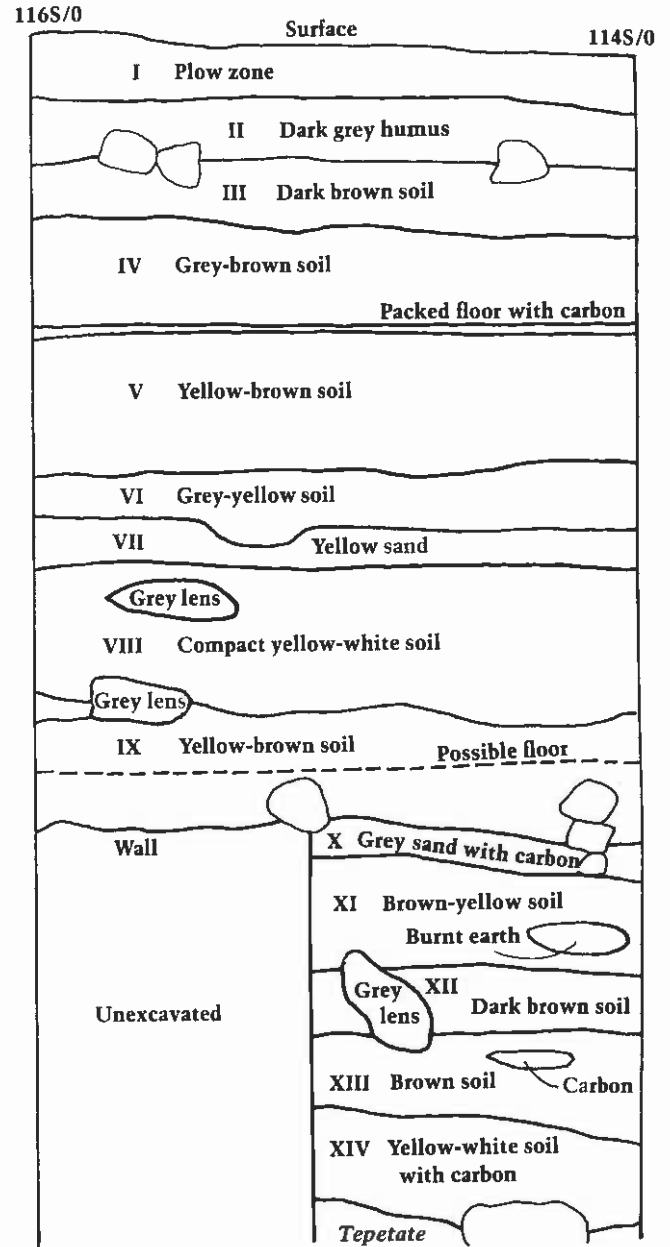 116S/0
Surface
114S/0
I Plow zone
II Dark grey humus
III Dark brown soil
IV Grey-brown soil
Packed floor with carbon
V Yellow-brown soil
VI Grey-yellow soil
VII Yellow sand
Grey lens
VIII Compact yellow-white soil
Grey lens
IX Yellow-brown soil
Possible floor
Wall
X Grey sand with carbon
XI Brown-yellow soil
Burnt earth
Grey
lens
XII
Dark brown soil
Unexcavated
XIII Brown soil
Carbon
XIV Yellow-white soil
with carbon
Tepetate